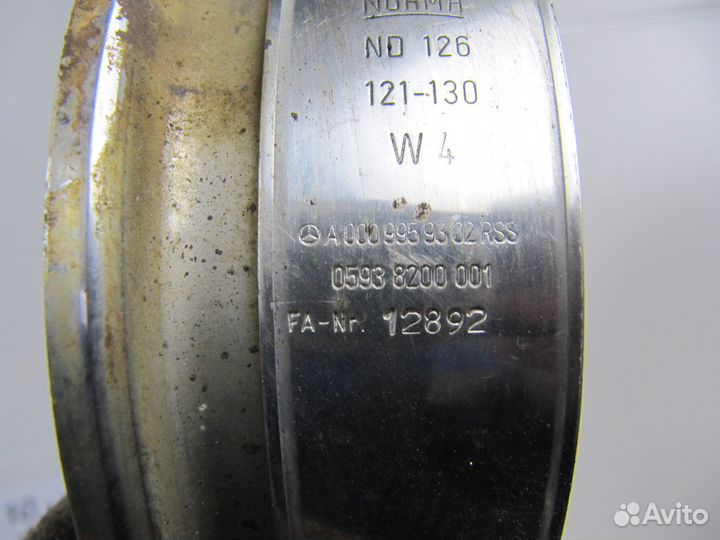 NORMA
ND 126
121-130
W 4
A 000 995 93 02 RSS
0593 8200 001
FA-Nr. 12892
Avito